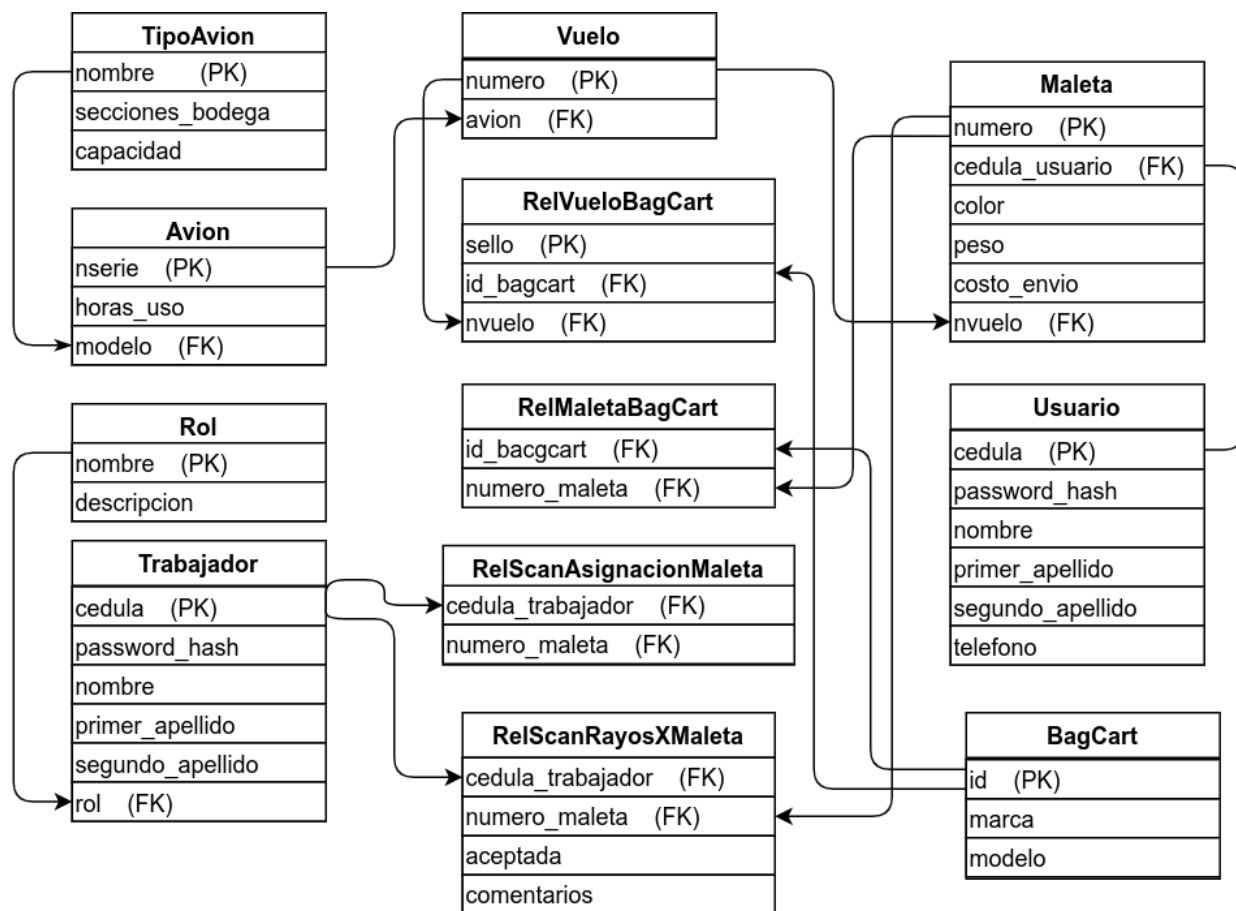 TipoAvion
nombre (PK)
secciones_bodega
capacidad
Avion
nserie (PK)
horas_uso
modelo (FK)
Rol
nombre (PK)
descripcion
Trabajador
cedula (PK)
password_hash
nombre
primer_apellido
segundo_apellido
rol (FK)
Vuelo
numero (PK)
avion (FK)
RelVueloBagCart
sello (PK)
id_bagcart (FK)
nvuelo (FK)
RelMaletaBagCart
id_bacgcart (FK)
numero_maleta (FK)
RelScanAsignacionMaleta
cedula_trabajador (FK)
numero_maleta (FK)
RelScanRayosXMaleta
cedula_trabajador (FK)
numero_maleta (FK)
aceptada
comentarios
Maleta
numero (PK)
cedula_usuario (FK)
color
peso
costo_envio
nvuelo (FK)
Usuario
cedula (PK)
password_hash
nombre
primer_apellido
segundo_apellido
telefono
BagCart
id (PK)
marca
modelo